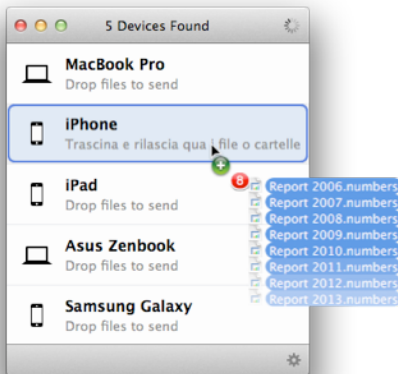 5 Devices Found
MacBook Pro
Drop files to send
iPhone
Trascina e rilascia qua i file o cartelle
iPad
Drop files to send
8
Report 2006.numbers
Report 2007.numbers
Report 2008.numbers
Report 2009.numbers
Report 2010.numbers
Report 2011.numbers
Report 2012.numbers
Report 2013.numbers
Asus Zenbook
Drop files to send
Samsung Galaxy
Drop files to send